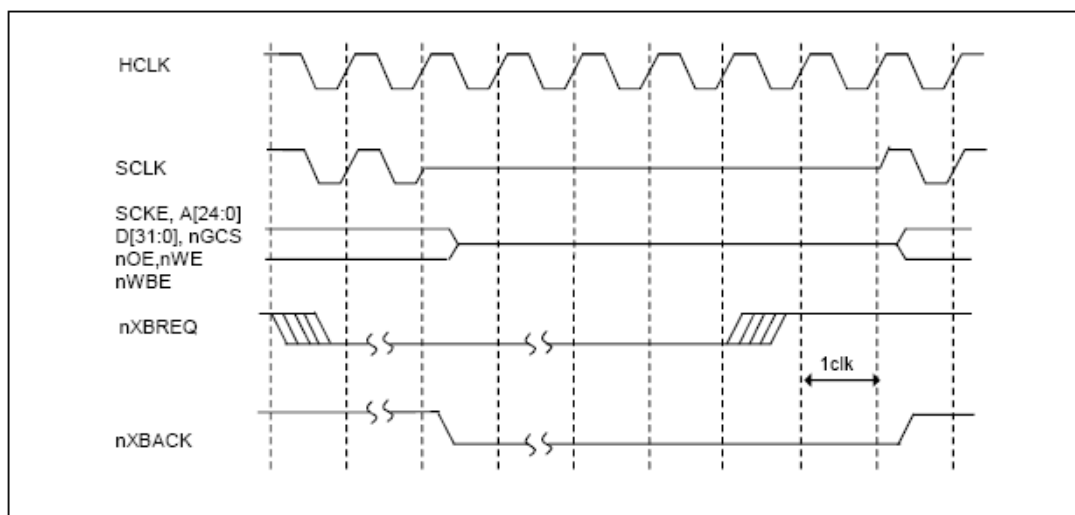 HCLK
SCLK
SCKE, A[24:0]
D[31:0], nGCS
nOE,nWE
nWBE
nXBREQ
1clk
nXBACK